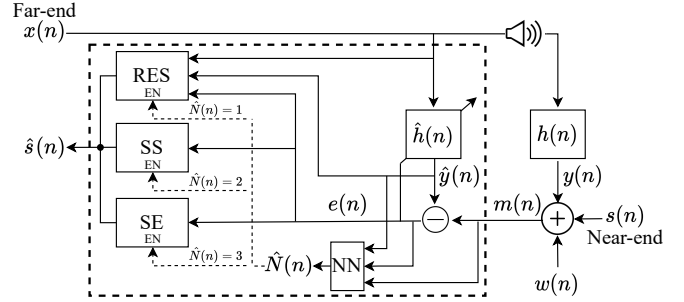 Far-end
x(n)
RES
EN
N̂(n) = 1
ĥ(n)
h(n)
ŝ(n)
SS
EN
N̂(n) = 2
ŷ(n)
y(n)
SE
EN
e(n)
m(n)
s(n)
Near-end
N̂(n) = 3
N̂(n)
NN
w(n)